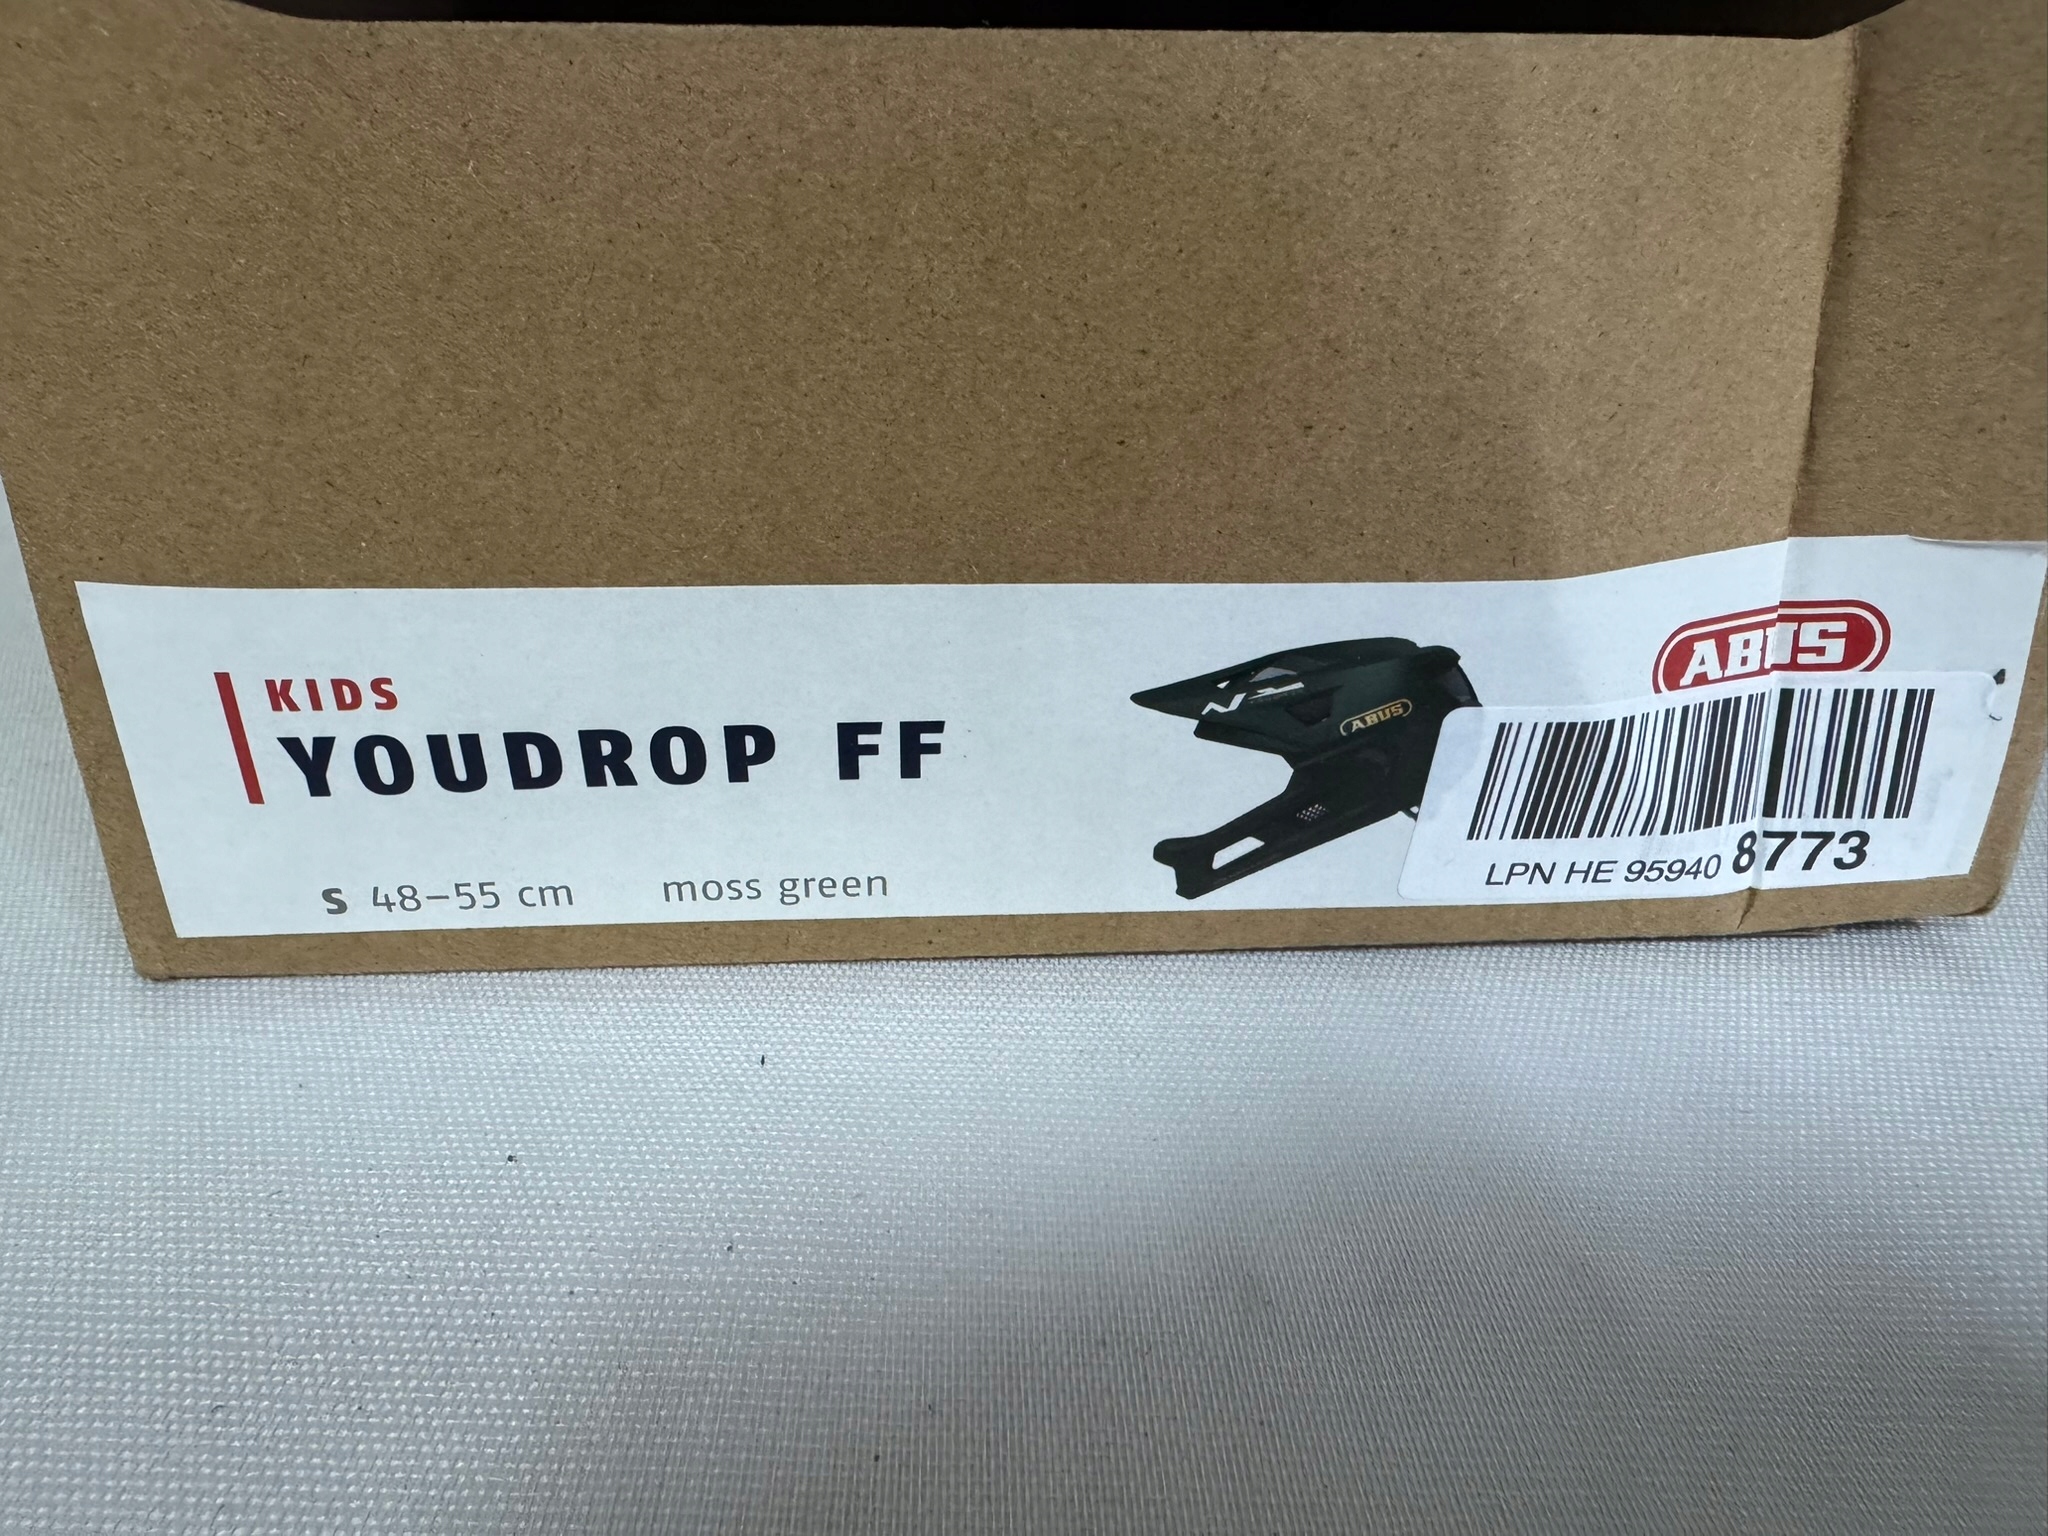 KIDS
YOUDROP FF
S 48–55 cm moss green
ABUS
ABUS
LPN HE 95940 8773